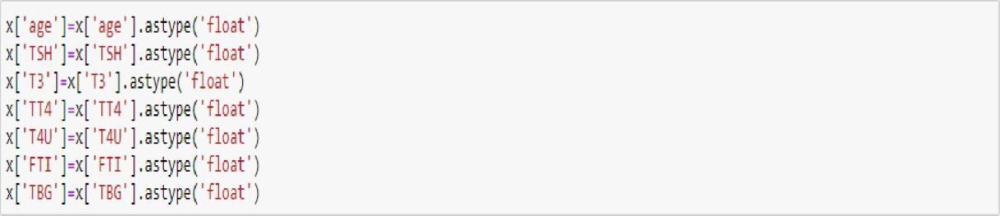 x['age']=x['age'].astype('float')
x['TSH']=x['TSH'].astype('float')
x['T3']=x['T3'].astype('float')
x['TT4']=x['TT4'].astype('float')
x['T4U']=x['T4U'].astype('float')
x['FTI']=x['FTI'].astype('float')
x['TBG']=x['TBG'].astype('float')